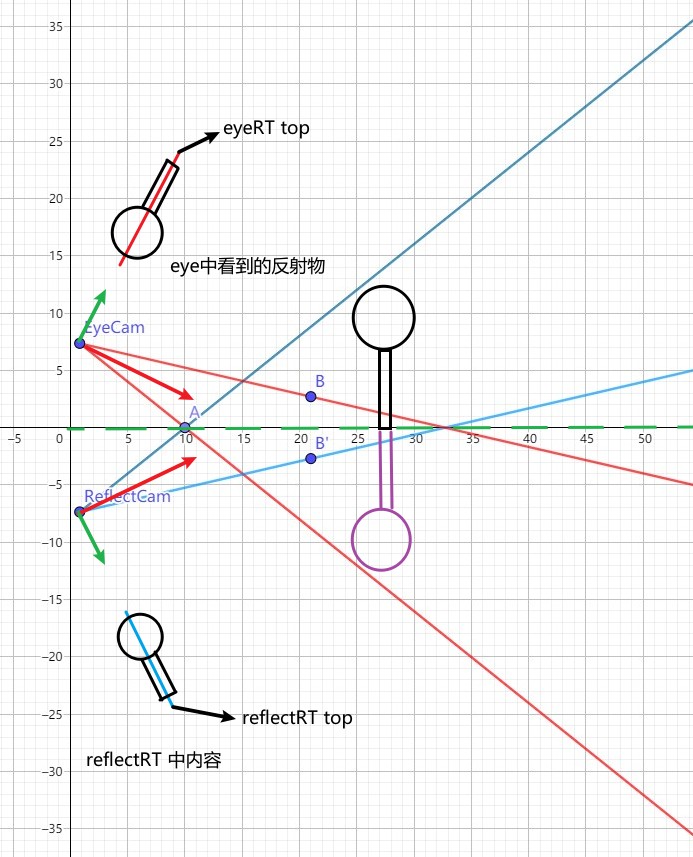 35
30
eyeRT top
25
20
15
eye中看到的反射物
10
EyeCam
5
B
A
−5
0
5
10
15
20
25
30
35
40
45
50
B'
−5
ReflectCam
−10
−15
−20
−25
reflectRT top
reflectRT 中内容
−30
−35